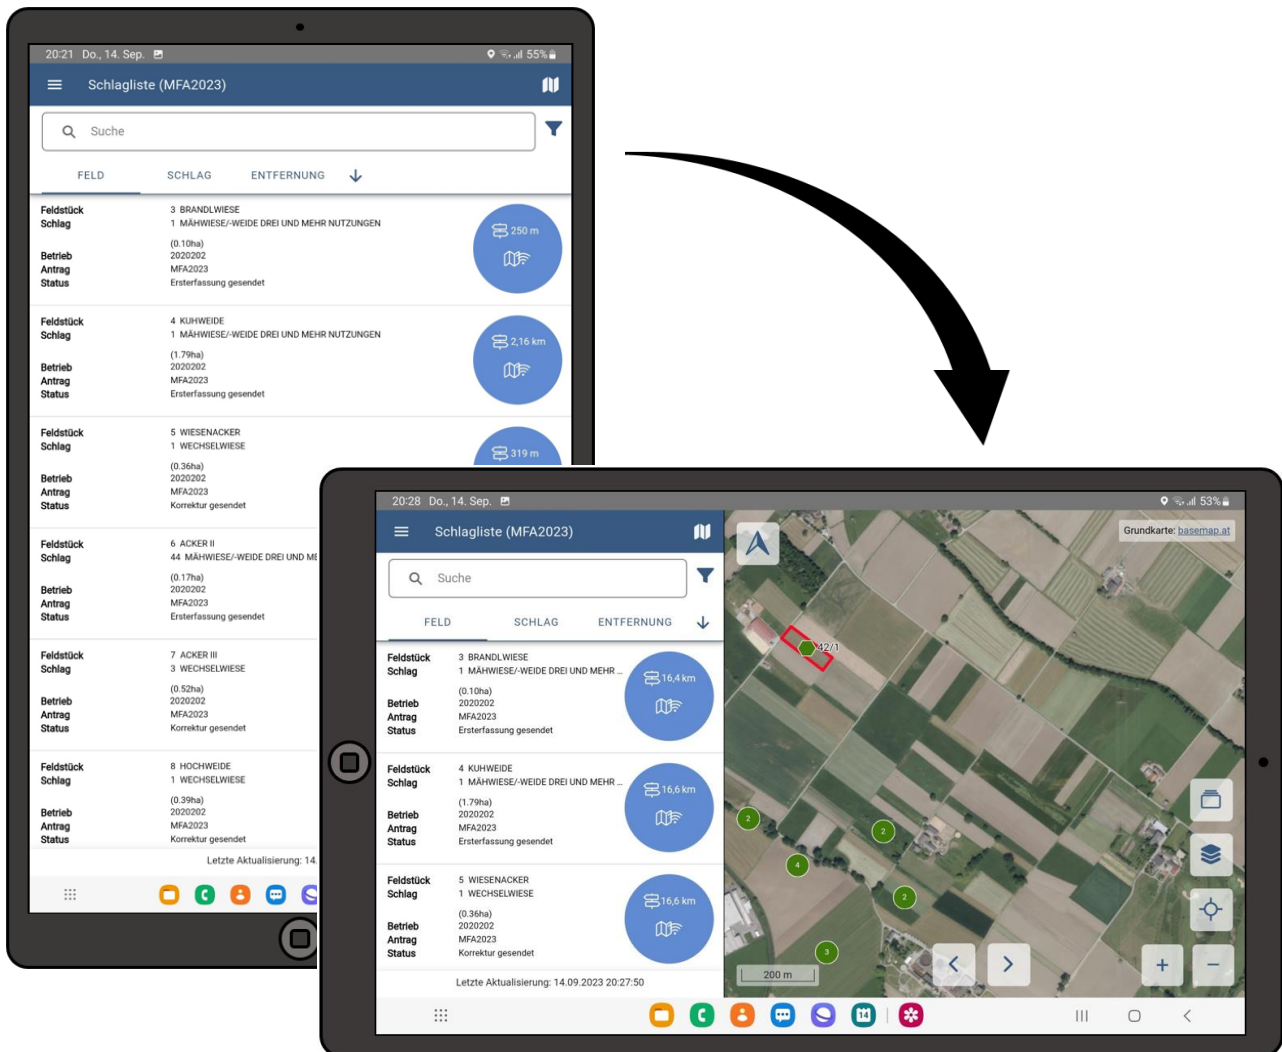 20:21 Do., 14. Sep.
55%
Schlagliste (MFA2023)
Suche
FELD SCHLAG ENTFERNUNG
Feldstück 3 BRANDLWIESE
Schlag 1 MÄHWIESE/-WEIDE DREI UND MEHR NUTZUNGEN
250 m
(0.10ha)
Betrieb 2020202
Antrag MFA2023
Status Ersterfassung gesendet
Feldstück 4 KUHWEIDE
Schlag 1 MÄHWIESE/-WEIDE DREI UND MEHR NUTZUNGEN
2,16 km
(1.79ha)
Betrieb 2020202
Antrag MFA2023
Status Ersterfassung gesendet
Feldstück 5 WIESENACKER
Schlag 1 WECHSELWIESE
319 m
(0.36ha)
Betrieb 2020202
Antrag MFA2023
Status Korrektur gesendet
Feldstück 6 ACKER II
Schlag 44 MÄHWIESE/-WEIDE DREI UND ME
(0.17ha)
Betrieb 2020202
Antrag MFA2023
Status Ersterfassung gesendet
Feldstück 7 ACKER III
Schlag 3 WECHSELWIESE
(0.52ha)
Betrieb 2020202
Antrag MFA2023
Status Korrektur gesendet
Feldstück 8 HOCHWEIDE
Schlag 1 WECHSELWIESE
(0.39ha)
Betrieb 2020202
Antrag MFA2023
Status Korrektur gesendet
Letzte Aktualisierung: 14.
20:28 Do., 14. Sep.
53%
Schlagliste (MFA2023)
Suche
FELD SCHLAG ENTFERNUNG
Feldstück 3 BRANDLWIESE
Schlag 1 MÄHWIESE/-WEIDE DREI UND MEHR ...
16,4 km
(0.10ha)
Betrieb 2020202
Antrag MFA2023
Status Ersterfassung gesendet
Feldstück 4 KUHWEIDE
Schlag 1 MÄHWIESE/-WEIDE DREI UND MEHR ...
16,6 km
(1.79ha)
Betrieb 2020202
Antrag MFA2023
Status Ersterfassung gesendet
Feldstück 5 WIESENACKER
Schlag 1 WECHSELWIESE
16,6 km
(0.36ha)
Betrieb 2020202
Antrag MFA2023
Status Korrektur gesendet
Letzte Aktualisierung: 14.09.2023 20:27:50
Grundkarte: basemap.at
42/1
2
2
4
2
3
200 m
14